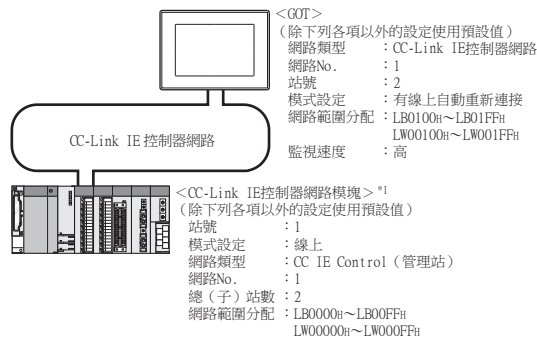 <GOT>
(除下列各項以外的設定使用預設值)
網路類型 :CC-Link IE控制器網路
網路No. :1
站號 :2
模式設定 :有線上自動重新連接
網路範圍分配 :LB0100H~LB01FFH
LW00100H~LW001FFH
監視速度 :高
CC-Link IE 控制器網路
<CC-Link IE控制器網路模塊> *1
(除下列各項以外的設定使用預設值)
站號 :1
模式設定 :線上
網路類型 :CC IE Control(管理站)
網路No. :1
總(子)站數 :2
網路範圍分配 :LB0000H~LB00FFH
LW00000H~LW000FFH